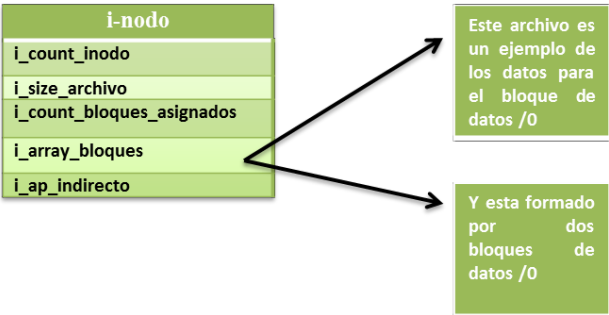 i-nodo
i_count_inodo
i_size_archivo
i_count_bloques_asignados
i_array_bloques
i_ap_indirecto
Este archivo es
un ejemplo de
los datos para
el bloque de
datos /0
Y esta formado
por dos
bloques de
datos /0